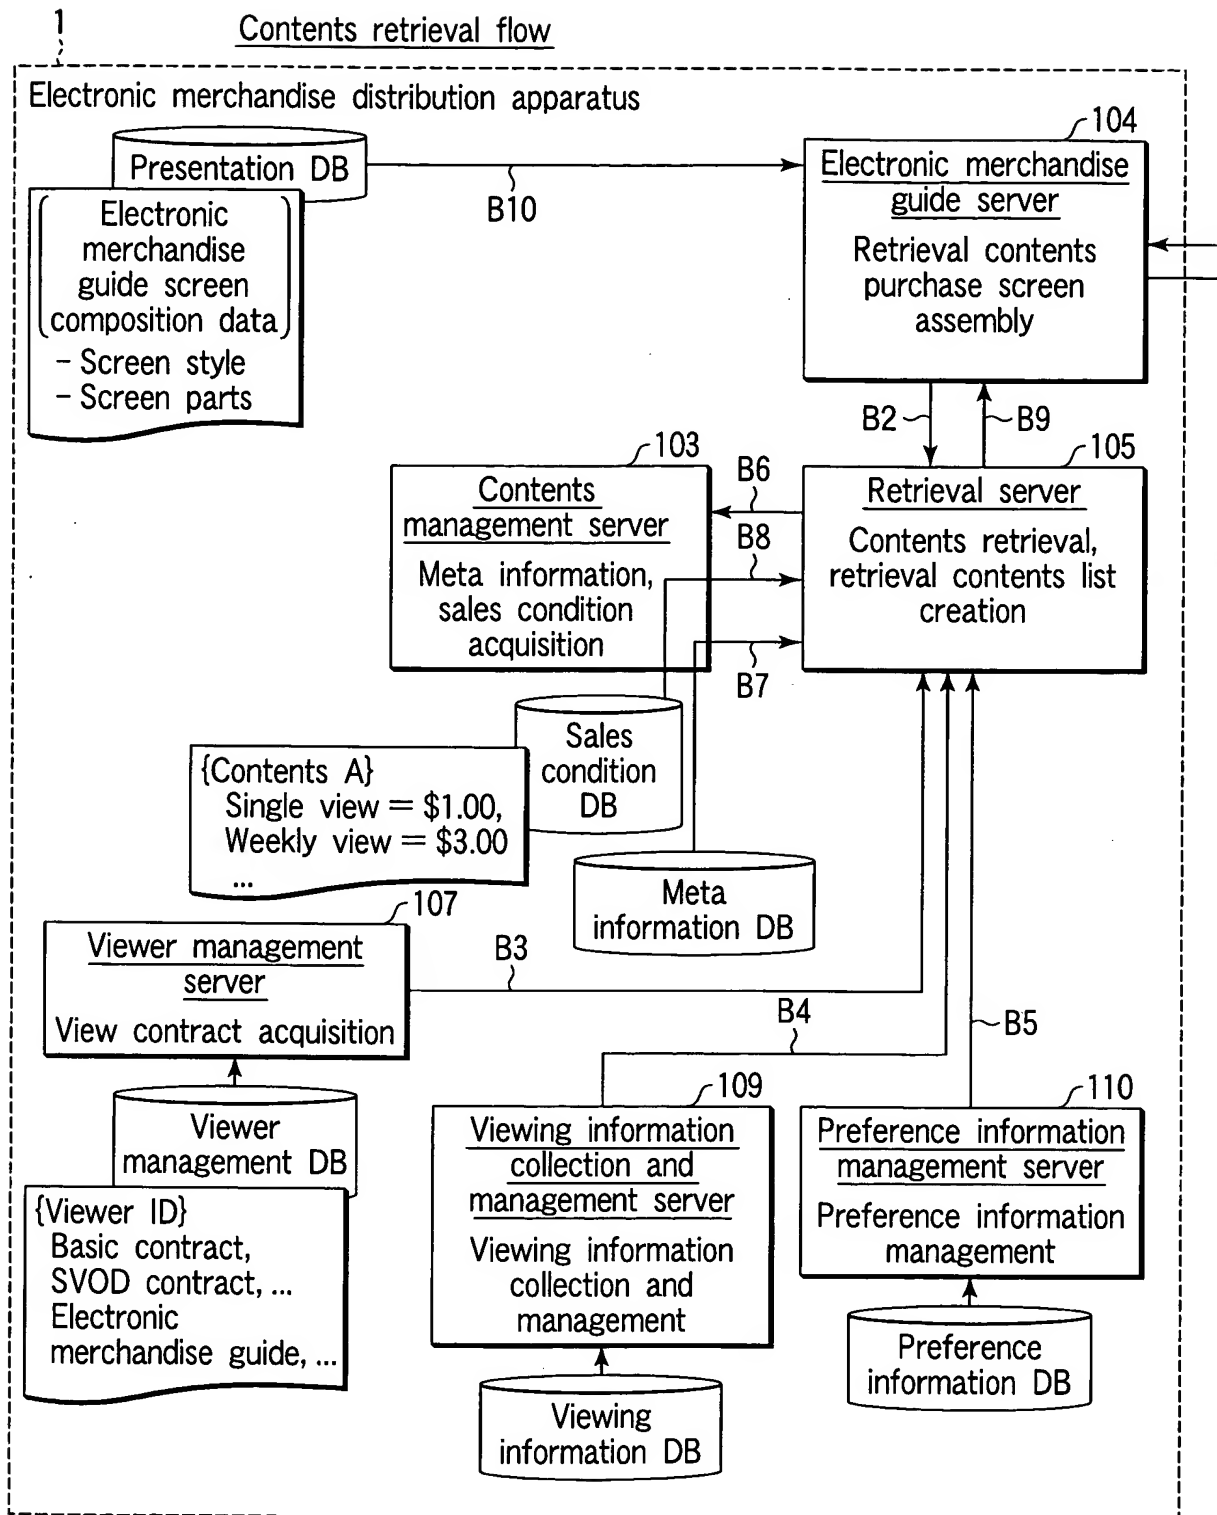 1
Contents retrieval flow
Electronic merchandise distribution apparatus
Presentation DB
Electronic
merchandise
guide screen
composition data
- Screen style
- Screen parts
B10
104
Electronic merchandise
guide server
Retrieval contents
purchase screen
assembly
B2
B9
103
Contents
management server
Meta information,
sales condition
acquisition
B6
B8
B7
105
Retrieval server
Contents retrieval,
retrieval contents list
creation
Sales
condition
DB
{Contents A}
Single view = $1.00,
Weekly view = $3.00
...
Meta
information DB
107
Viewer management
server
View contract acquisition
B3
B4
B5
Viewer
management DB
{Viewer ID}
Basic contract,
SVOD contract, ...
Electronic
merchandise guide, ...
109
Viewing information
collection and
management server
Viewing information
collection and
management
Viewing
information DB
110
Preference information
management server
Preference information
management
Preference
information DB